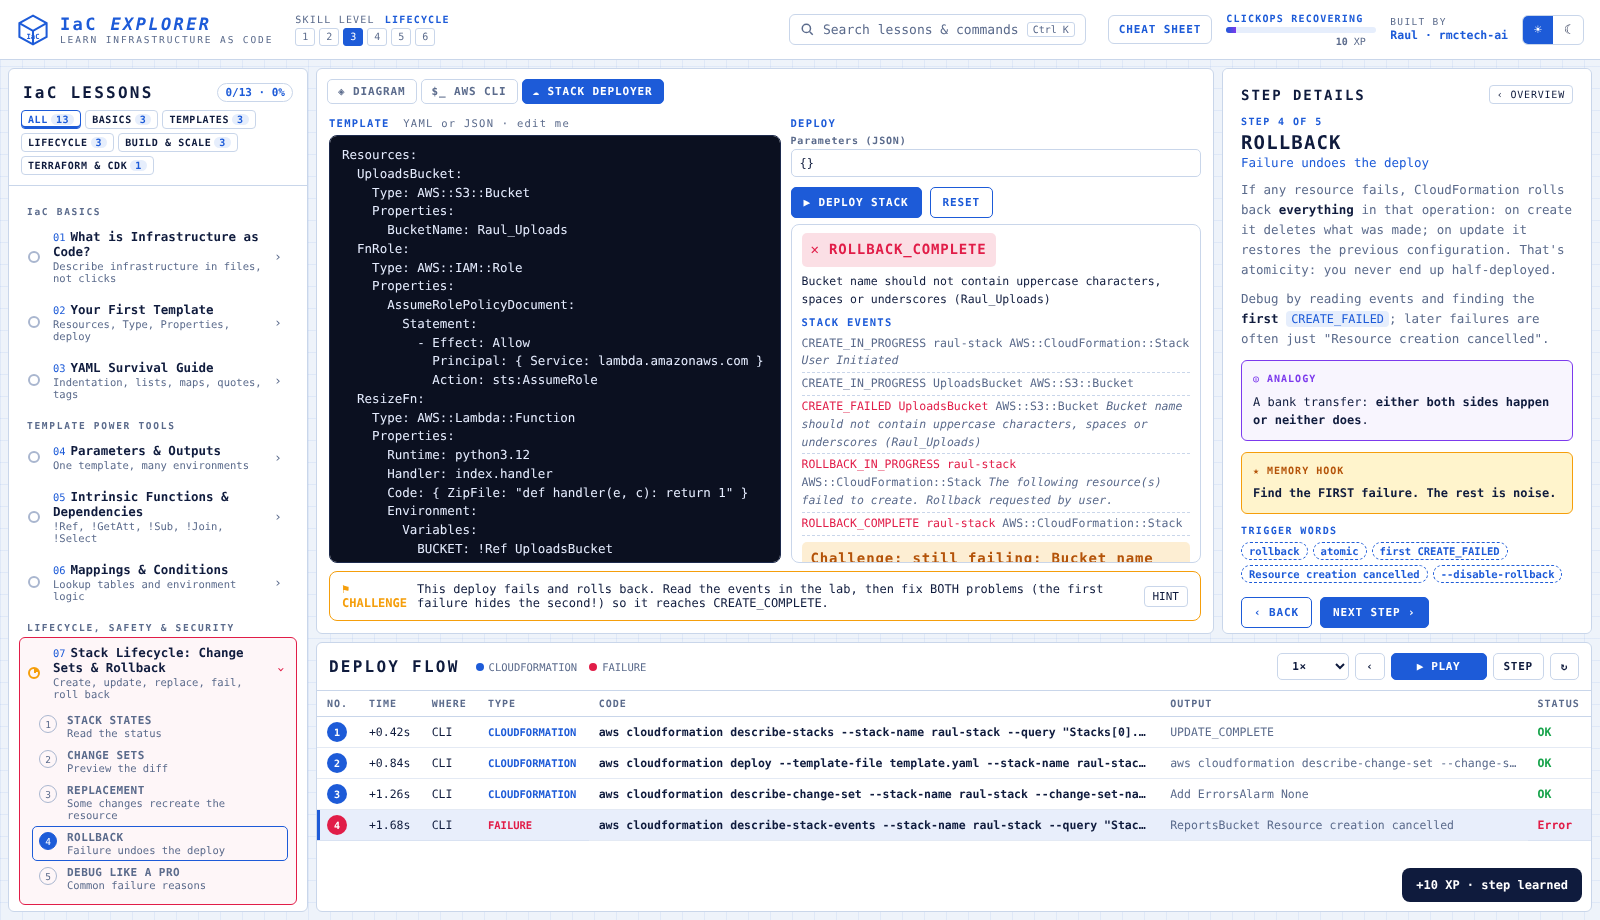 IaC EXPLORER
LEARN INFRASTRUCTURE AS CODE
SKILL LEVEL LIFECYCLE
1 2 3 4 5 6
Search lessons & commands Ctrl K
CHEAT SHEET
CLICKOPS RECOVERING
10 XP
BUILT BY
Raul · rmctech-ai
IaC LESSONS
0/13 · 0%
ALL 13
BASICS 3
TEMPLATES 3
LIFECYCLE 3
BUILD & SCALE 3
TERRAFORM & CDK 1
IaC BASICS
01 What is Infrastructure as
Code?
Describe infrastructure in files,
not clicks
›
02 Your First Template
Resources, Type, Properties,
deploy
›
03 YAML Survival Guide
Indentation, lists, maps, quotes,
tags
›
TEMPLATE POWER TOOLS
04 Parameters & Outputs
One template, many environments
›
05 Intrinsic Functions &
Dependencies
!Ref, !GetAtt, !Sub, !Join,
!Select
›
06 Mappings & Conditions
Lookup tables and environment
logic
›
LIFECYCLE, SAFETY & SECURITY
07 Stack Lifecycle: Change
Sets & Rollback
Create, update, replace, fail,
roll back
1 STACK STATES
Read the status
2 CHANGE SETS
Preview the diff
3 REPLACEMENT
Some changes recreate the
resource
4 ROLLBACK
Failure undoes the deploy
5 DEBUG LIKE A PRO
Common failure reasons
◈ DIAGRAM
$_ AWS CLI
☁ STACK DEPLOYER
TEMPLATE YAML or JSON · edit me
Resources:
UploadsBucket:
Type: AWS::S3::Bucket
Properties:
BucketName: Raul_Uploads
FnRole:
Type: AWS::IAM::Role
Properties:
AssumeRolePolicyDocument:
Statement:
- Effect: Allow
Principal: { Service: lambda.amazonaws.com }
Action: sts:AssumeRole
ResizeFn:
Type: AWS::Lambda::Function
Properties:
Runtime: python3.12
Handler: index.handler
Code: { ZipFile: "def handler(e, c): return 1" }
Environment:
Variables:
BUCKET: !Ref UploadsBucket
DEPLOY
Parameters (JSON)
{}
▶ DEPLOY STACK
RESET
✕ ROLLBACK_COMPLETE
Bucket name should not contain uppercase characters,
spaces or underscores (Raul_Uploads)
STACK EVENTS
CREATE_IN_PROGRESS raul-stack AWS::CloudFormation::Stack
User Initiated
CREATE_IN_PROGRESS UploadsBucket AWS::S3::Bucket
CREATE_FAILED UploadsBucket AWS::S3::Bucket Bucket name
should not contain uppercase characters, spaces or
underscores (Raul_Uploads)
ROLLBACK_IN_PROGRESS raul-stack
AWS::CloudFormation::Stack The following resource(s)
failed to create. Rollback requested by user.
ROLLBACK_COMPLETE raul-stack AWS::CloudFormation::Stack
Challenge: still failing: Bucket name
⚑ CHALLENGE
This deploy fails and rolls back. Read the events in the lab, then fix BOTH problems (the first
failure hides the second!) so it reaches CREATE_COMPLETE.
HINT
STEP DETAILS
‹ OVERVIEW
STEP 4 OF 5
ROLLBACK
Failure undoes the deploy
If any resource fails, CloudFormation rolls
back everything in that operation: on create
it deletes what was made; on update it
restores the previous configuration. That's
atomicity: you never end up half-deployed.
Debug by reading events and finding the
first CREATE_FAILED; later failures are
often just "Resource creation cancelled".
◎ ANALOGY
A bank transfer: either both sides happen
or neither does.
★ MEMORY HOOK
Find the FIRST failure. The rest is noise.
TRIGGER WORDS
rollback
atomic
first CREATE_FAILED
Resource creation cancelled
--disable-rollback
‹ BACK
NEXT STEP ›
DEPLOY FLOW
CLOUDFORMATION
FAILURE
1×
‹
▶ PLAY
STEP
↻
NO. TIME WHERE TYPE CODE OUTPUT STATUS
1 +0.42s CLI CLOUDFORMATION aws cloudformation describe-stacks --stack-name raul-stack --query "Stacks[0].… UPDATE_COMPLETE OK
2 +0.84s CLI CLOUDFORMATION aws cloudformation deploy --template-file template.yaml --stack-name raul-stac… aws cloudformation describe-change-set --change-s… OK
3 +1.26s CLI CLOUDFORMATION aws cloudformation describe-change-set --stack-name raul-stack --change-set-na… Add ErrorsAlarm None OK
4 +1.68s CLI FAILURE aws cloudformation describe-stack-events --stack-name raul-stack --query "Stac… ReportsBucket Resource creation cancelled Error
+10 XP · step learned